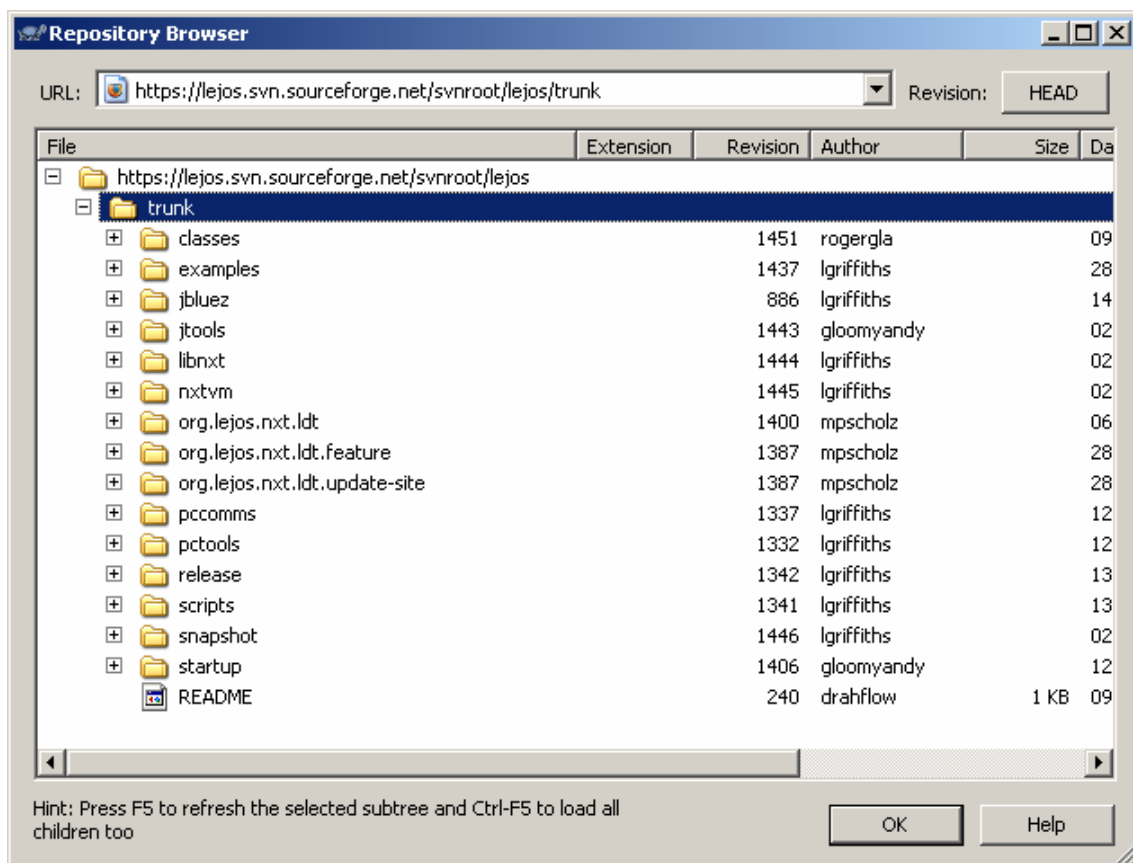 Repository Browser
URL: https://lejos.svn.sourceforge.net/svnroot/lejos/trunk Revision: HEAD
File Extension Revision Author Size Da
https://lejos.svn.sourceforge.net/svnroot/lejos
trunk
classes 1451 rogergla 09
examples 1437 lgriffiths 28
jbluez 886 lgriffiths 14
jtools 1443 gloomyandy 02
libnxt 1444 lgriffiths 02
nxtvm 1445 lgriffiths 02
org.lejos.nxt.ldt 1400 mpscholz 06
org.lejos.nxt.ldt.feature 1387 mpscholz 28
org.lejos.nxt.ldt.update-site 1387 mpscholz 28
pccomms 1337 lgriffiths 12
pctools 1332 lgriffiths 12
release 1342 lgriffiths 13
scripts 1341 lgriffiths 13
snapshot 1446 lgriffiths 02
startup 1406 gloomyandy 12
README 240 drahflow 1 KB 09
Hint: Press F5 to refresh the selected subtree and Ctrl-F5 to load all
children too
OK Help